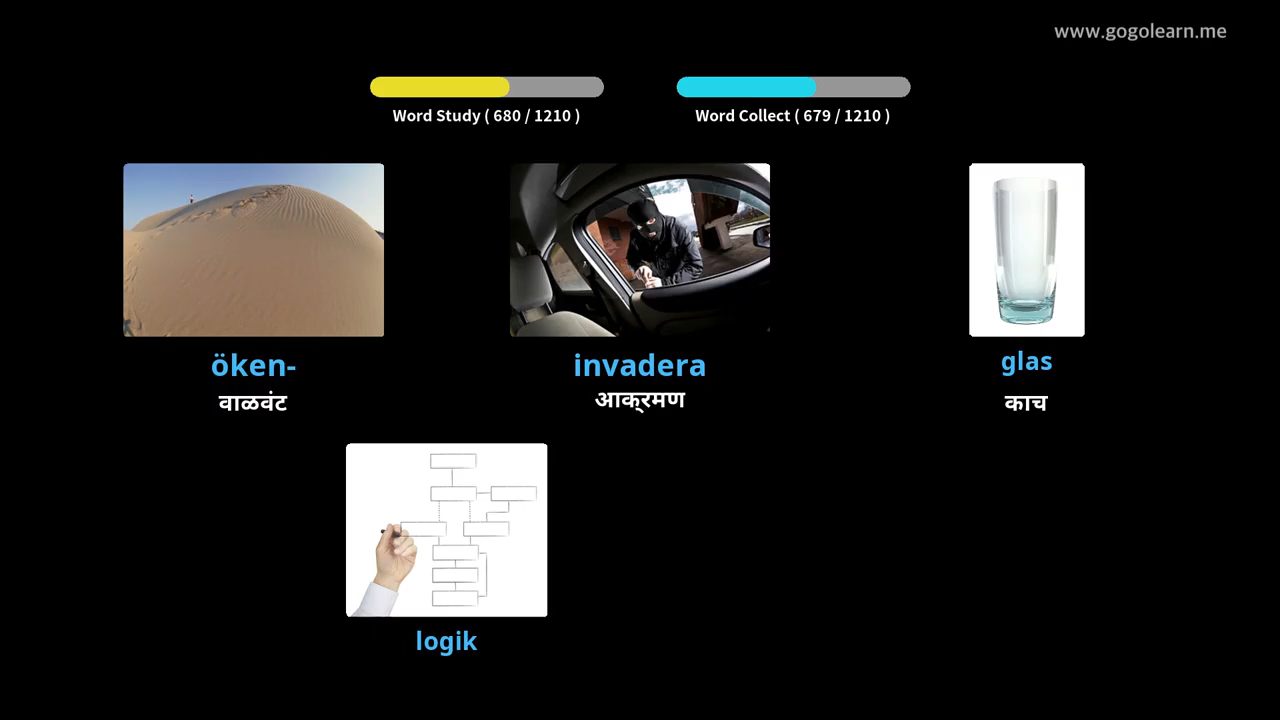 www.gogolearn.me
Word Study ( 680 / 1210 )
Word Collect ( 679 / 1210 )
öken-
invadera
glas
वाळवंट
आक्रमण
काच
logik